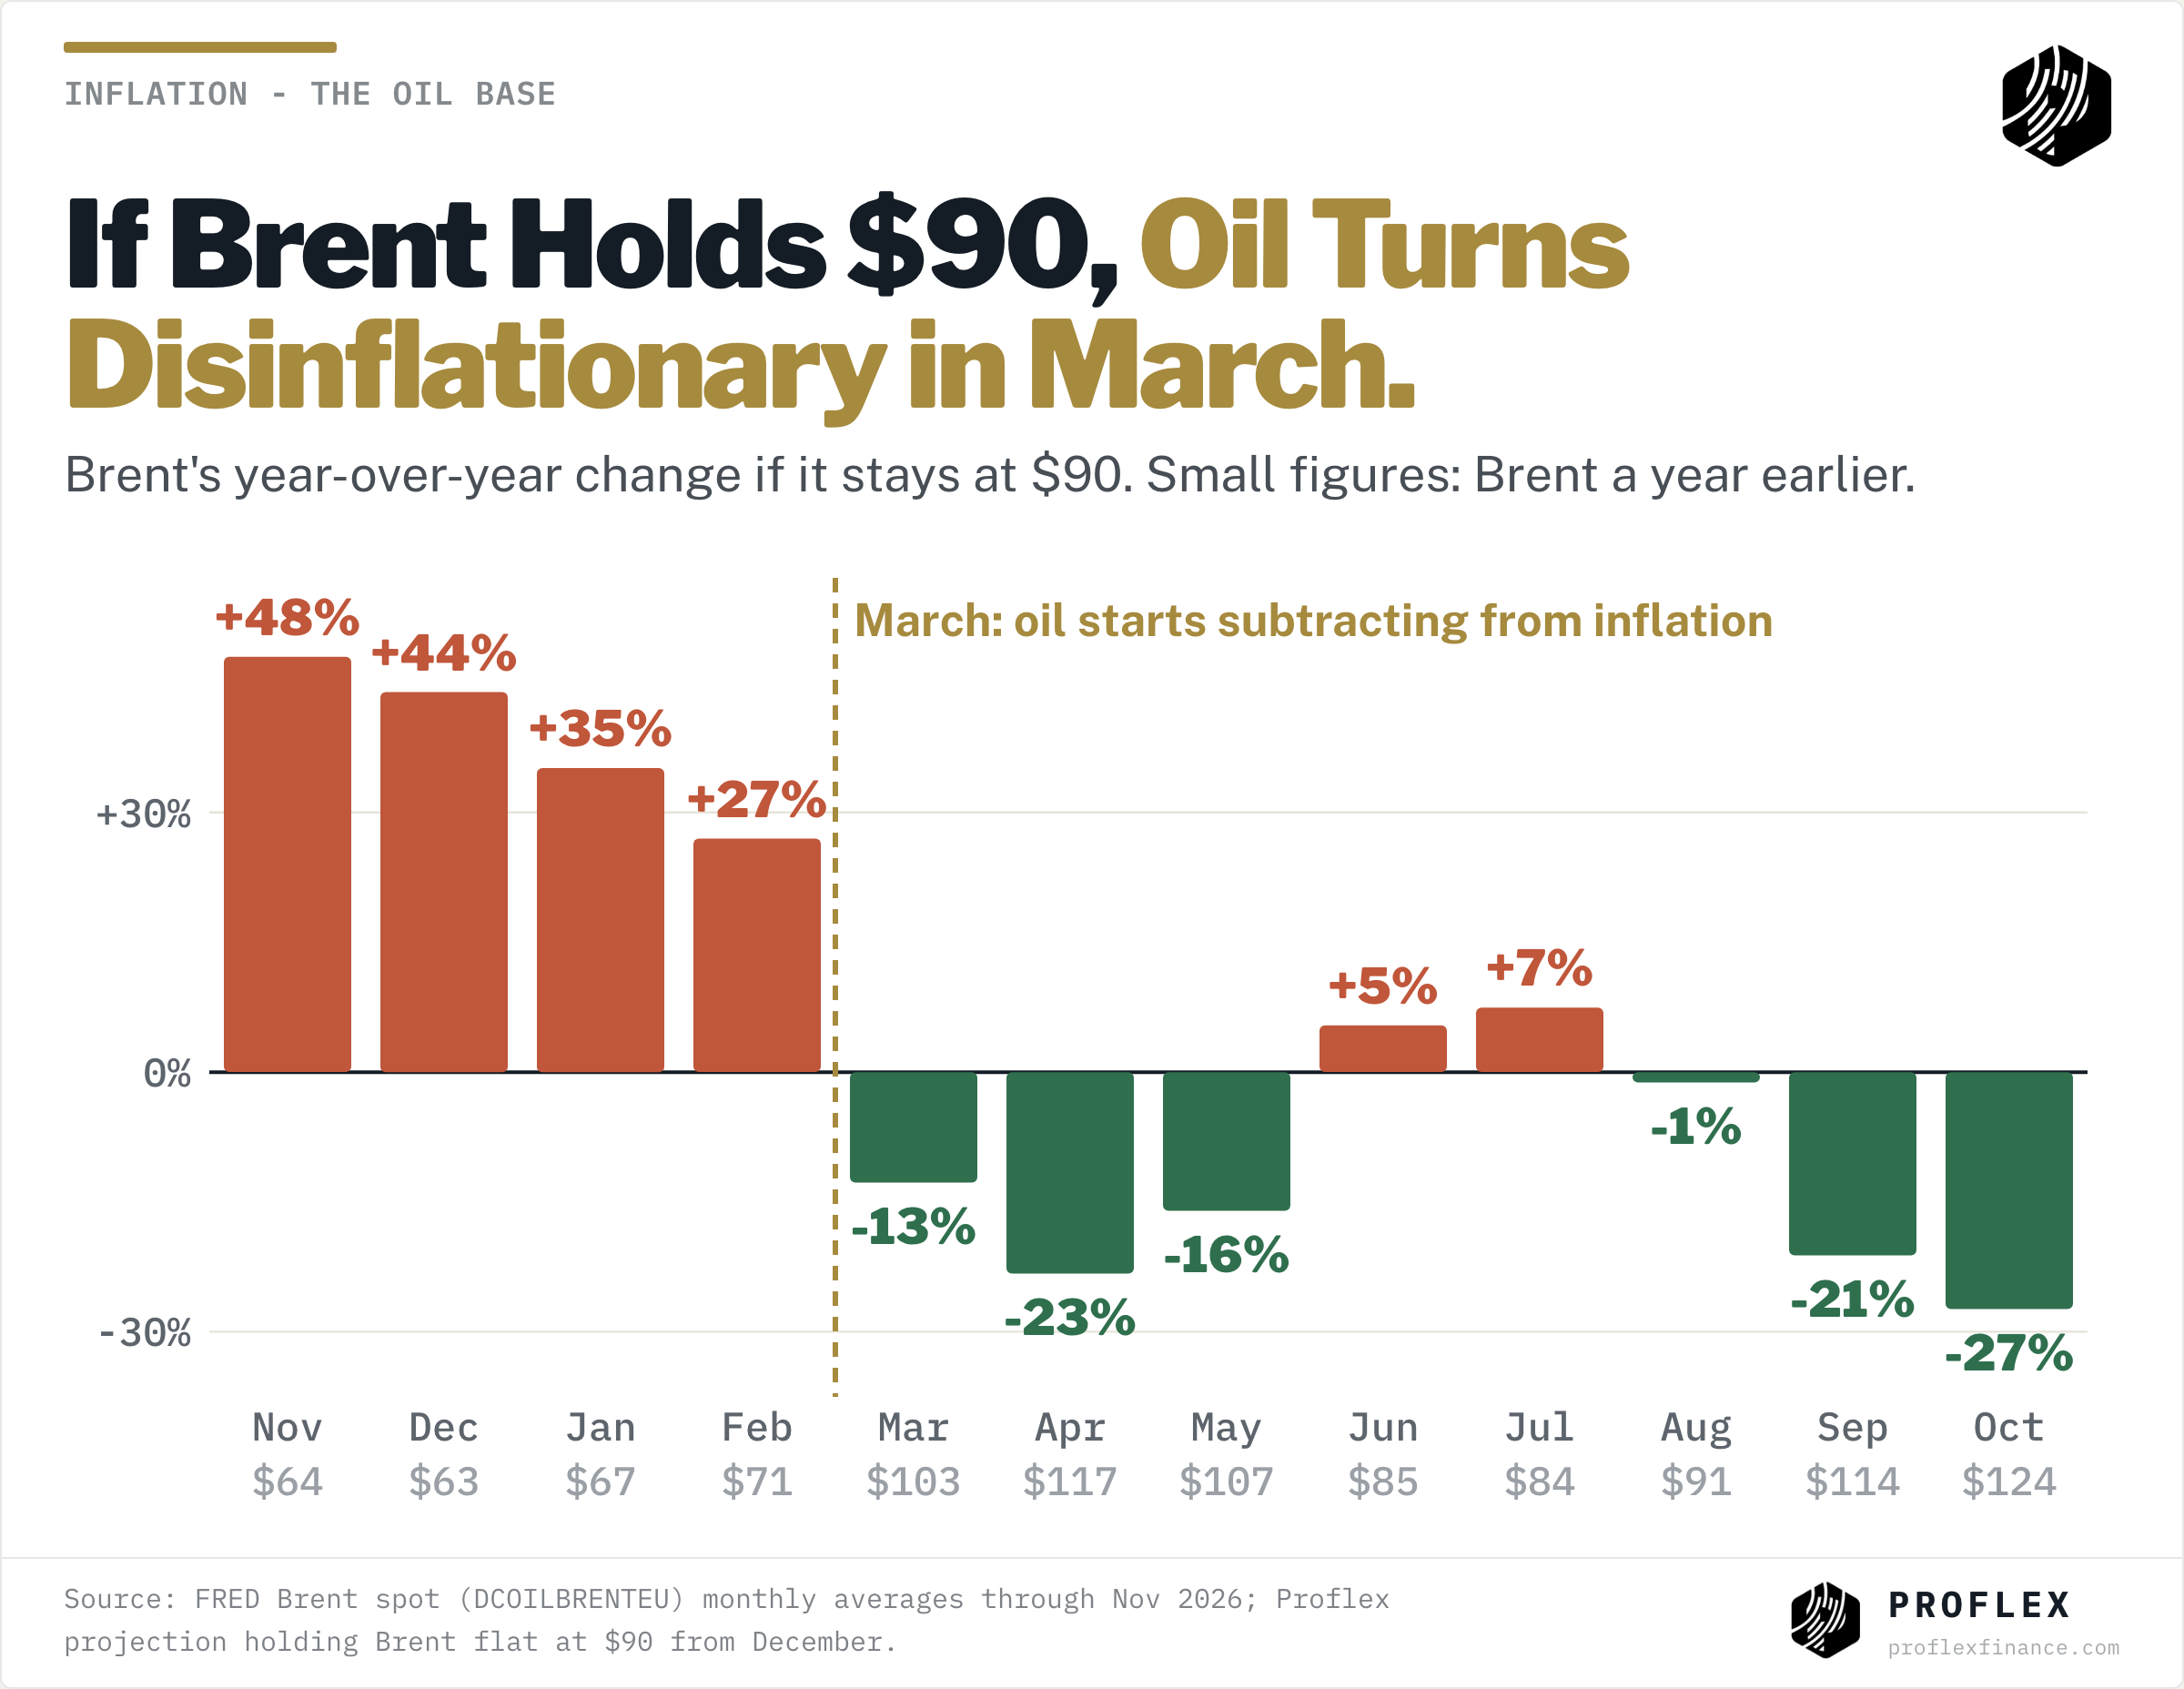 INFLATION - THE OIL BASE
If Brent Holds $90, Oil Turns
Disinflationary in March.
Brent's year-over-year change if it stays at $90. Small figures: Brent a year earlier.
March: oil starts subtracting from inflation
+48%
+44%
+35%
+27%
+30%
+5%
+7%
0%
-1%
-13%
-16%
-23%
-21%
-27%
-30%
Nov Dec Jan Feb Mar Apr May Jun Jul Aug Sep Oct
$64 $63 $67 $71 $103 $117 $107 $85 $84 $91 $114 $124
Source: FRED Brent spot (DCOILBRENTEU) monthly averages through Nov 2026; Proflex
projection holding Brent flat at $90 from December.
PROFLEX
proflexfinance.com